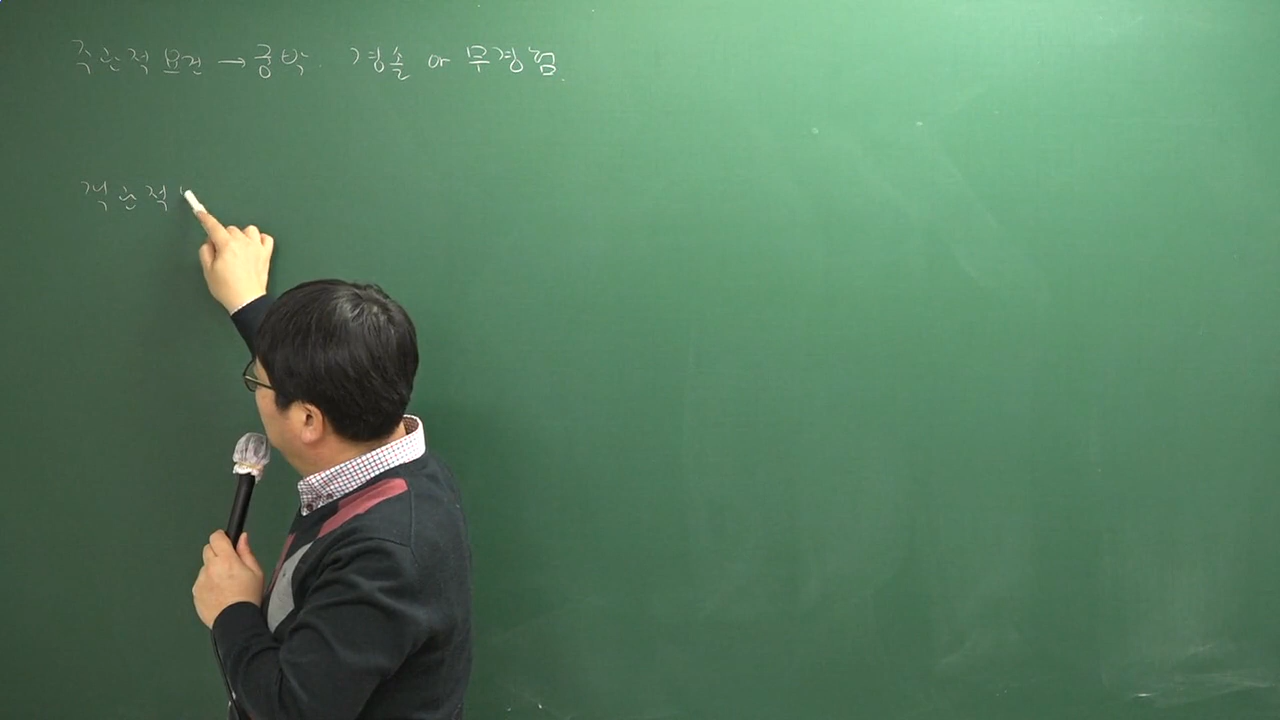 주관적 요건 → 궁박. 경솔 or 무경험.
객관적